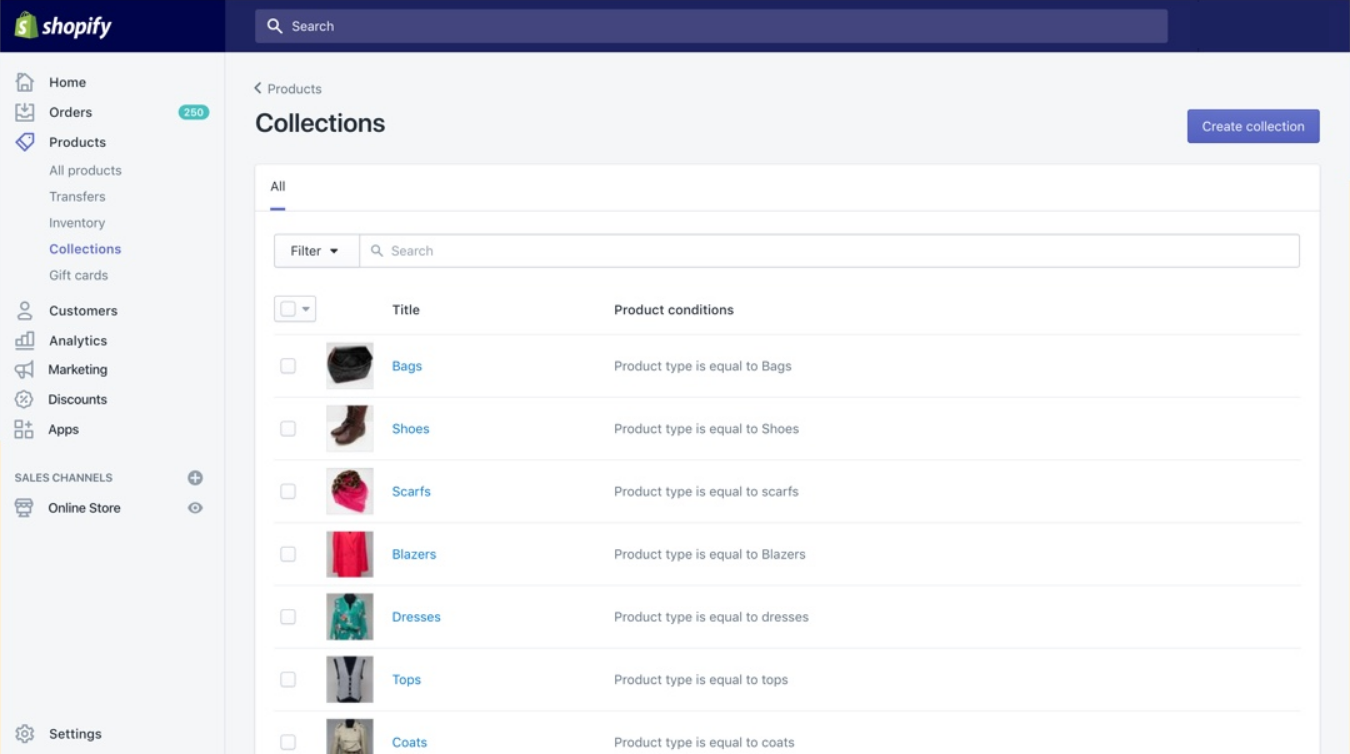 shopify
Search
Home
Orders 250
Products
All products
Transfers
Inventory
Collections
Gift cards
Customers
Analytics
Marketing
Discounts
Apps
SALES CHANNELS
Online Store
Settings
Products
Collections
Create collection
All
Filter Search
Title Product conditions
Bags Product type is equal to Bags
Shoes Product type is equal to Shoes
Scarfs Product type is equal to scarfs
Blazers Product type is equal to Blazers
Dresses Product type is equal to dresses
Tops Product type is equal to tops
Coats Product type is equal to coats